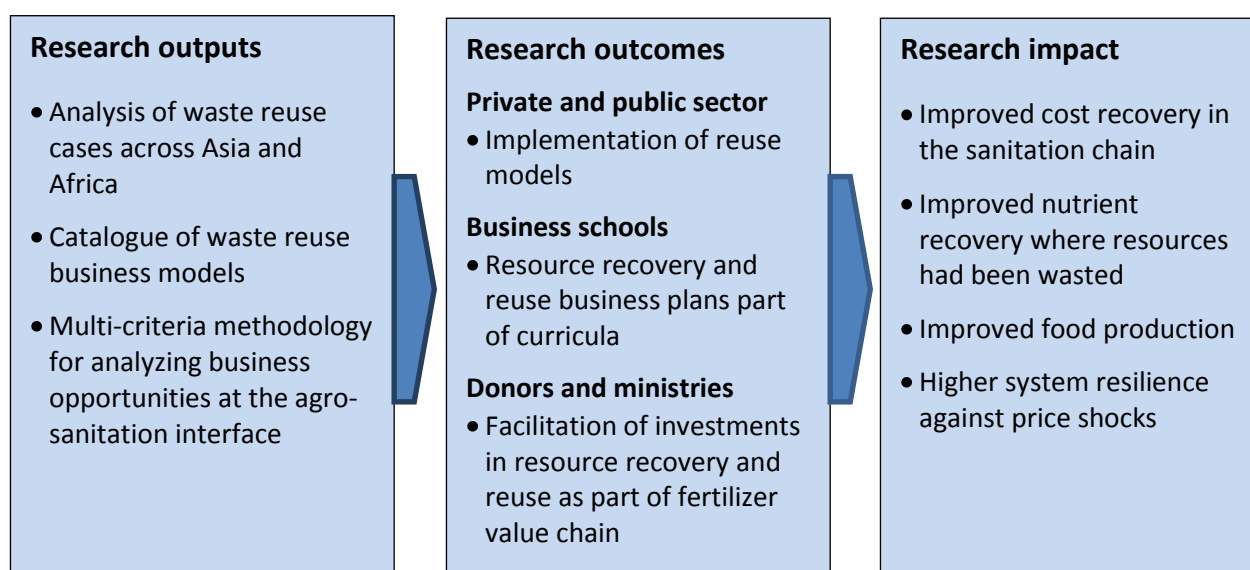 Research outputs
• Analysis of waste reuse
cases across Asia and
Africa
• Catalogue of waste reuse
business models
• Multi-criteria methodology
for analyzing business
opportunities at the agro-
sanitation interface
Research outcomes
Private and public sector
• Implementation of reuse
models
Business schools
• Resource recovery and
reuse business plans part
of curricula
Donors and ministries
• Facilitation of investments
in resource recovery and
reuse as part of fertilizer
value chain
Research impact
• Improved cost recovery in
the sanitation chain
• Improved nutrient
recovery where resources
had been wasted
• Improved food production
• Higher system resilience
against price shocks